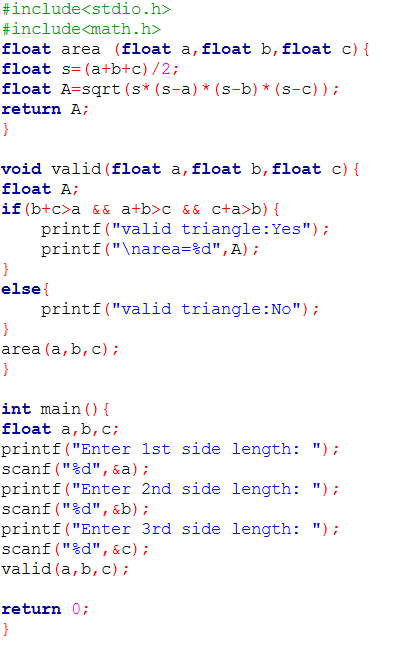 #include<stdio.h>
#include<math.h>
float area (float a,float b,float c){
float s=(a+b+c)/2;
float A=sqrt(s*(s-a)*(s-b)*(s-c));
return A;
}

void valid(float a,float b,float c){
float A;
if(b+c>a && a+b>c && c+a>b){
    printf("valid triangle:Yes");
    printf("\narea=%d",A);
}
else{
    printf("valid triangle:No");
}
area(a,b,c);
}

int main(){
float a,b,c;
printf("Enter 1st side length: ");
scanf("%d",&a);
printf("Enter 2nd side length: ");
scanf("%d",&b);
printf("Enter 3rd side length: ");
scanf("%d",&c);
valid(a,b,c);

return 0;
}